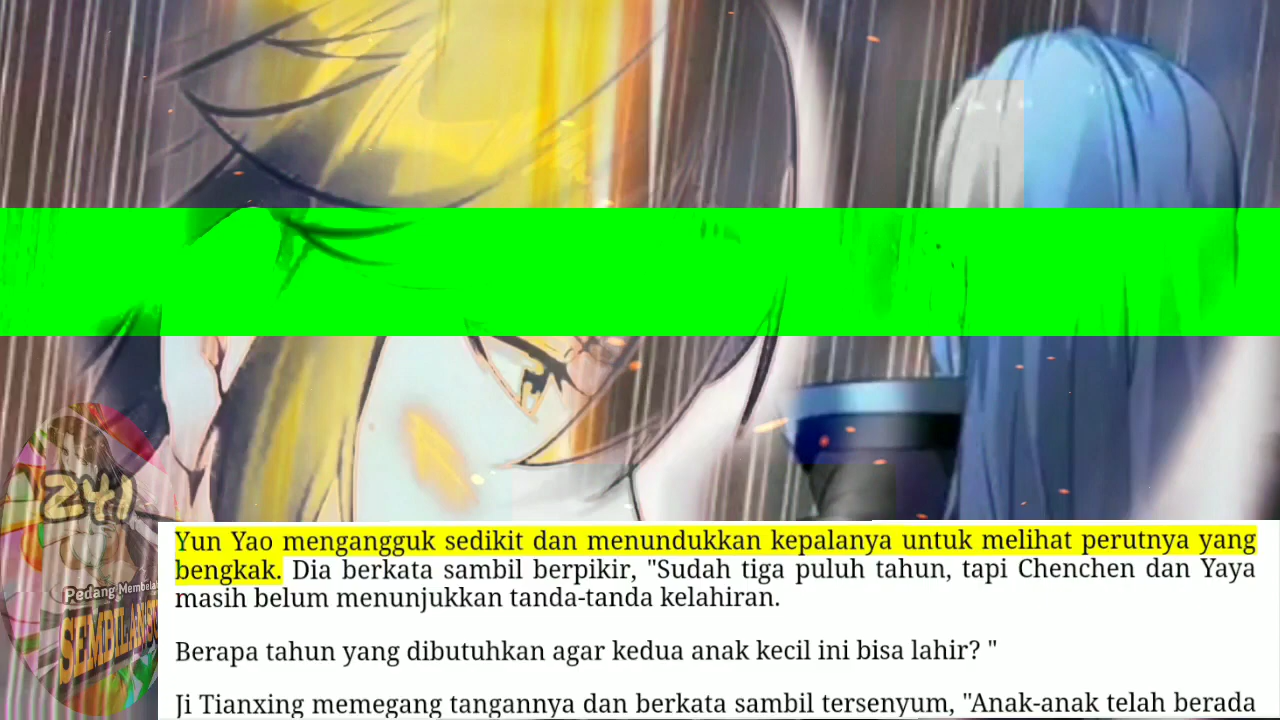 241
Pedang Membelah
SEMBILAN SU
Yun Yao mengangguk sedikit dan menundukkan kepalanya untuk melihat perutnya yang
bengkak. Dia berkata sambil berpikir, "Sudah tiga puluh tahun, tapi Chenchen dan Yaya
masih belum menunjukkan tanda-tanda kelahiran.
Berapa tahun yang dibutuhkan agar kedua anak kecil ini bisa lahir? "
Ji Tianxing memegang tangannya dan berkata sambil tersenyum, "Anak-anak telah berada